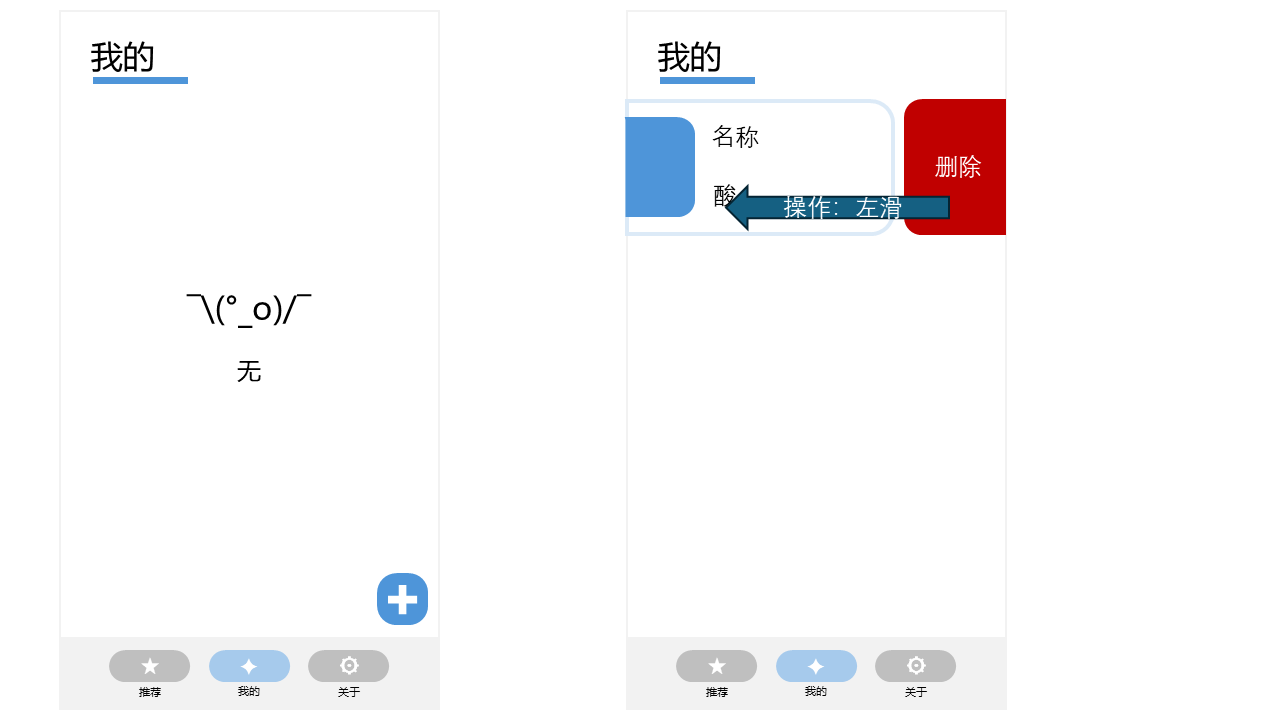 我的
¯\(°_o)/¯
无
推荐
我的
关于
我的
名称
酸
操作: 左滑
删除
推荐
我的
关于